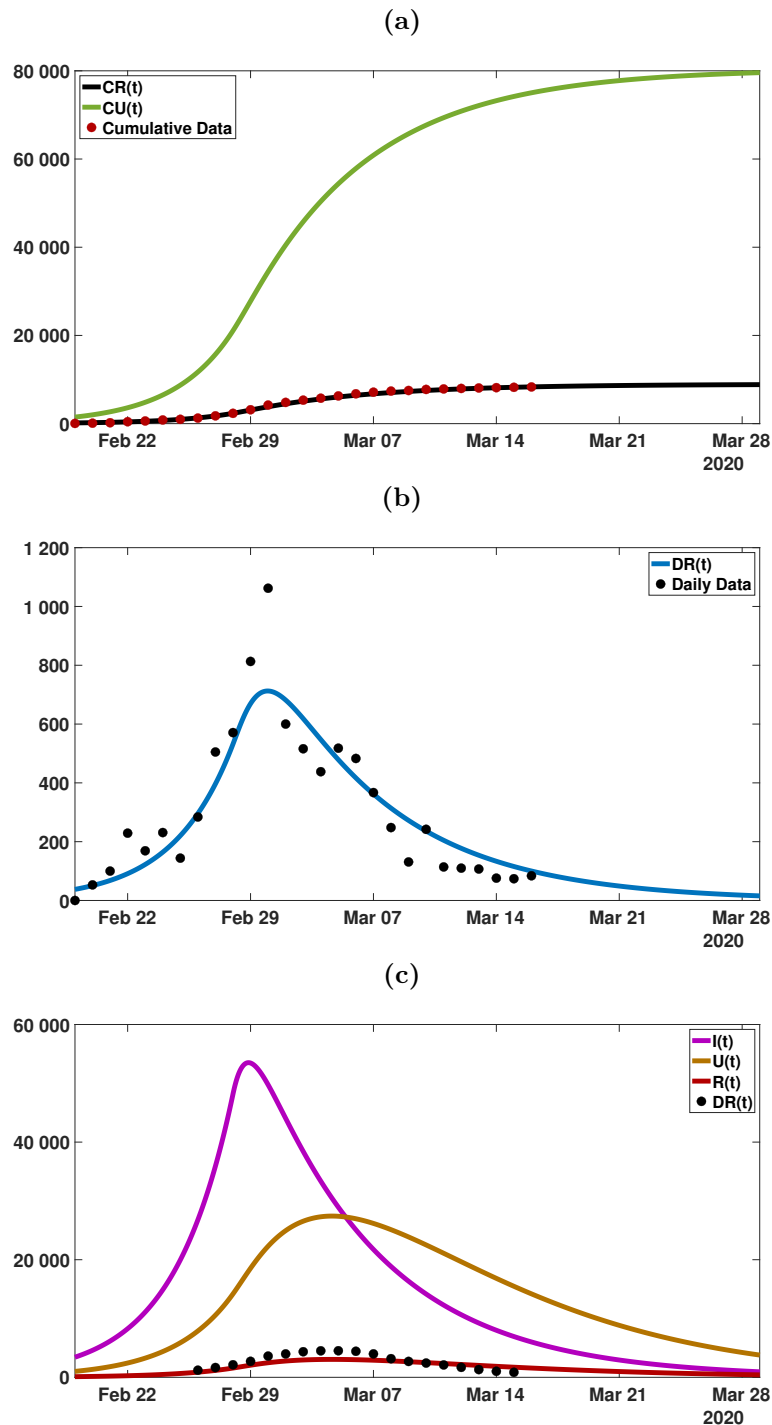 (a)
CR(t)
CU(t)
Cumulative Data
80 000
60 000
40 000
20 000
0
Feb 22 Feb 29 Mar 07 Mar 14 Mar 21 Mar 28
2020
(b)
DR(t)
Daily Data
1 200
1 000
800
600
400
200
0
Feb 22 Feb 29 Mar 07 Mar 14 Mar 21 Mar 28
2020
(c)
I(t)
U(t)
R(t)
DR(t)
60 000
40 000
20 000
0
Feb 22 Feb 29 Mar 07 Mar 14 Mar 21 Mar 28
2020